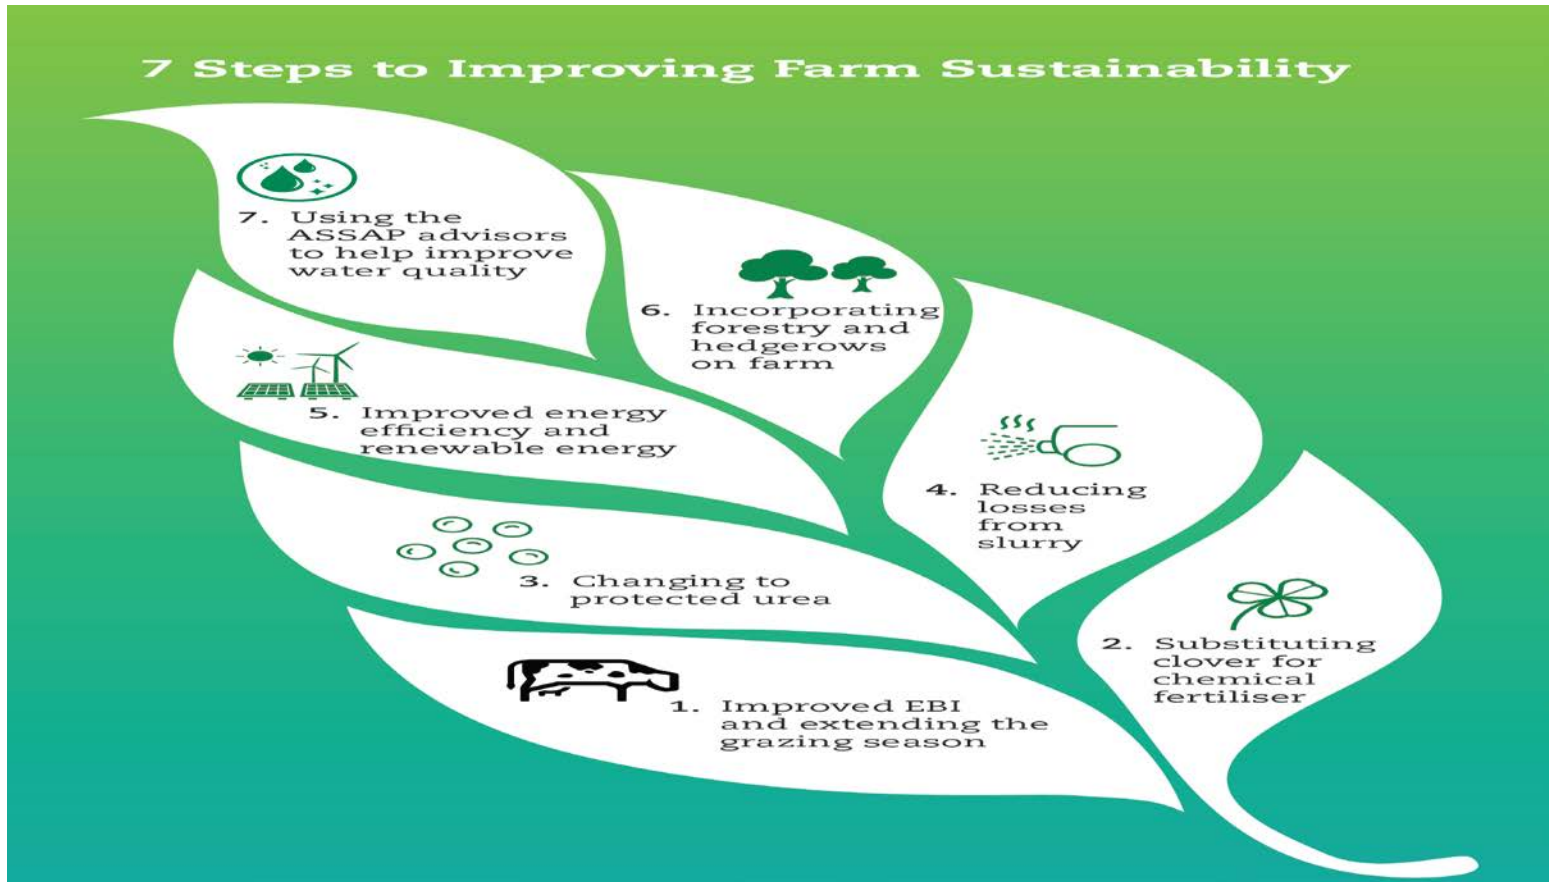 7 Steps to Improving Farm Sustainability
7. Using the
ASSAP advisors
to help improve
water quality
6. Incorporating
forestry and
hedgerows
on farm
5. Improved energy
efficiency and
renewable energy
4. Reducing
losses
from
slurry
3. Changing to
protected urea
2. Substituting
clover for
chemical
fertiliser
1. Improved EBI
and extending the
grazing season